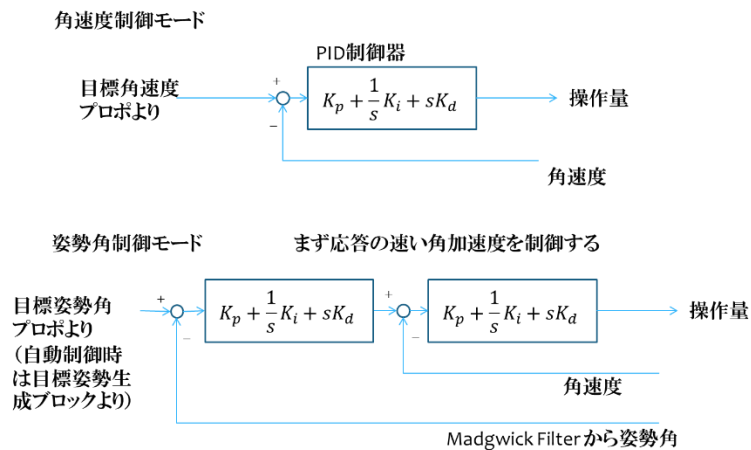 角速度制御モード
PID制御器
目標角速度
プロポより
+
−
K_p + \frac{1}{s}K_i + sK_d
操作量
角速度
姿勢角制御モード
まず応答の速い角加速度を制御する
目標姿勢角
プロポより
(自動制御時
は目標姿勢生
成ブロックより)
+
−
K_p + \frac{1}{s}K_i + sK_d
+
−
K_p + \frac{1}{s}K_i + sK_d
操作量
角速度
Madgwick Filterから姿勢角